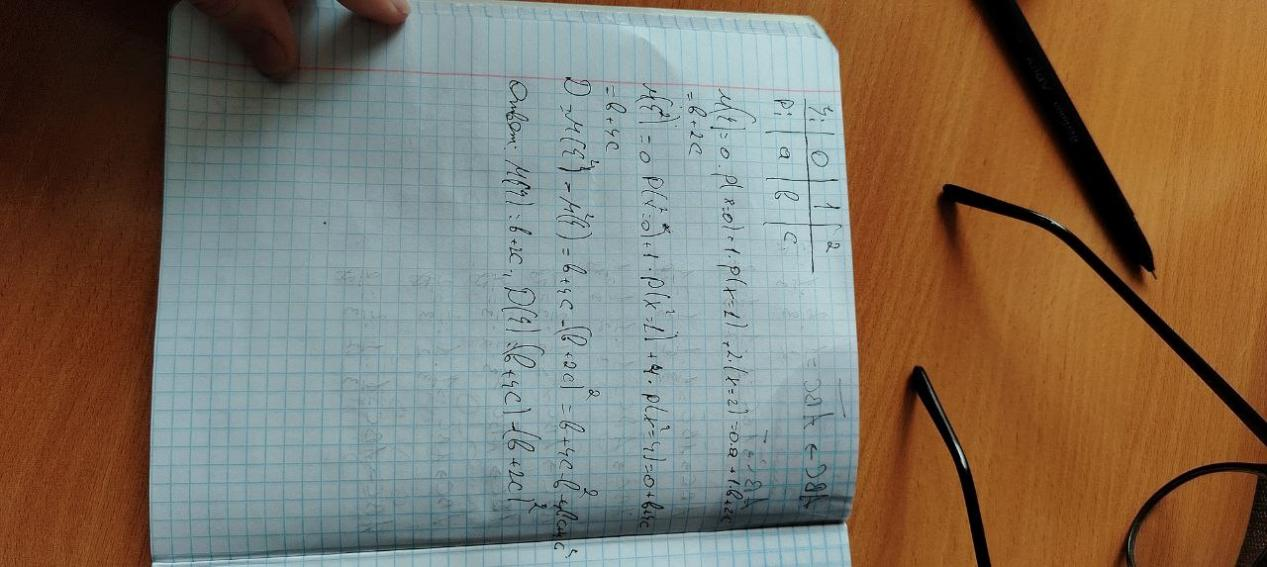 ξi | 0 | 1 | 2
Pi | a | b | c
M(ξ) = 0 · P(x=0) + 1 · P(x=1) + 2 · (x=2) = 0·a + 1·b + 2c
= b + 2c
M(ξ²) = 0 P(x²=0) + 1 · P(x²=1) + 4 · P(x²=4) = 0 + b + 4c
= b + 4c
D = M(ξ²) - M²(ξ) = b + 4c - (b + 2c)² = b + 4c - b² - 4bc - 4c²
Ответ: M(ξ) = b + 2c, D(ξ) = (b + 4c) - (b + 2c)²